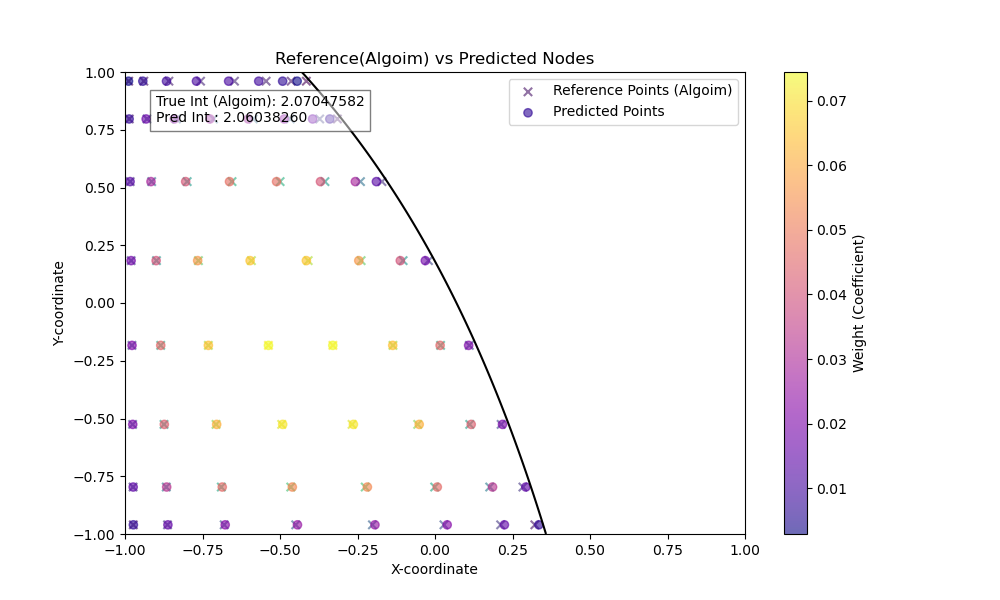 Reference(Algoim) vs Predicted Nodes
True Int (Algoim): 2.07047582
Pred Int : 2.06038260
Reference Points (Algoim)
Predicted Points
1.00
0.75
0.50
0.25
0.00
−0.25
−0.50
−0.75
−1.00
Y-coordinate
−1.00 −0.75 −0.50 −0.25 0.00 0.25 0.50 0.75 1.00
X-coordinate
0.07
0.06
0.05
0.04
0.03
0.02
0.01
Weight (Coefficient)